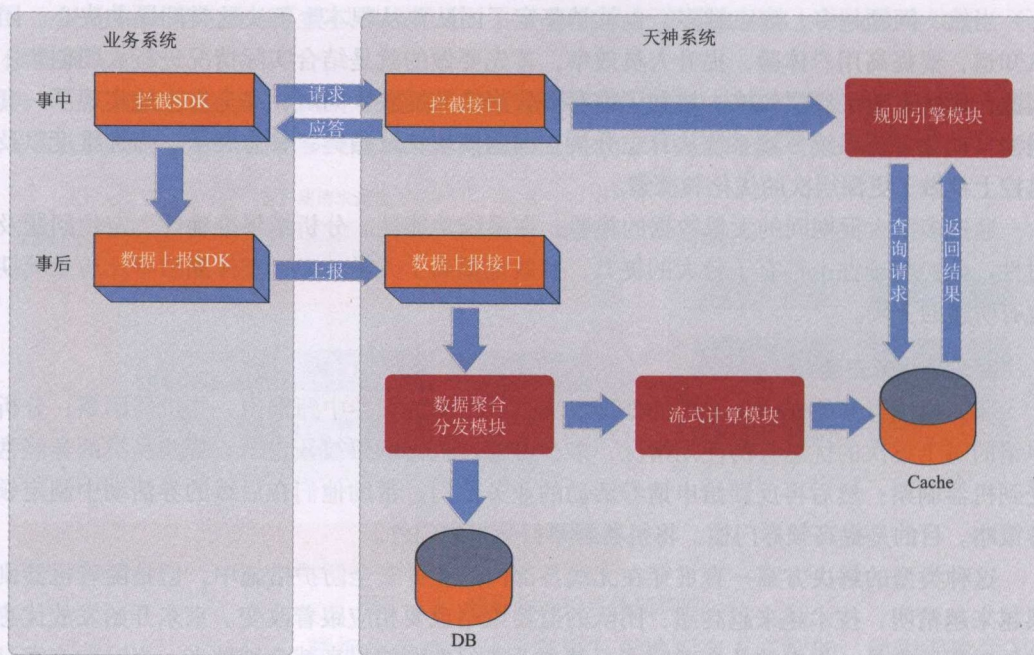 业务系统
天神系统
事中
拦截SDK
请求
应答
拦截接口
规则引擎模块
查询请求
返回结果
事后
数据上报SDK
上报
数据上报接口
数据聚合
分发模块
流式计算模块
Cache
DB